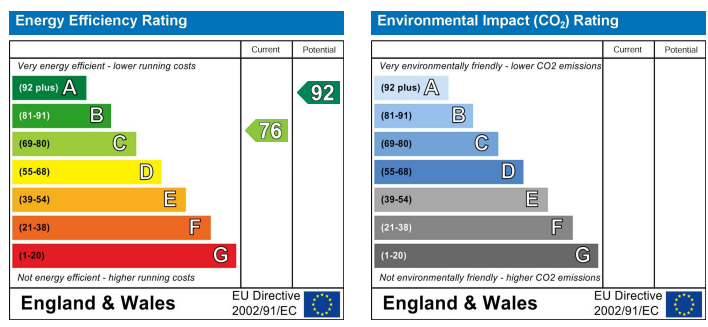 Energy Efficiency Rating
Current Potential
Very energy efficient - lower running costs
(92 plus) A
(81-91) B
(69-80) C
(55-68) D
(39-54) E
(21-38) F
(1-20) G
76
92
Not energy efficient - higher running costs
England & Wales
EU Directive
2002/91/EC
Environmental Impact (CO₂) Rating
Current Potential
Very environmentally friendly - lower CO2 emissions
(92 plus) A
(81-91) B
(69-80) C
(55-68) D
(39-54) E
(21-38) F
(1-20) G
Not environmentally friendly - higher CO2 emissions
England & Wales
EU Directive
2002/91/EC